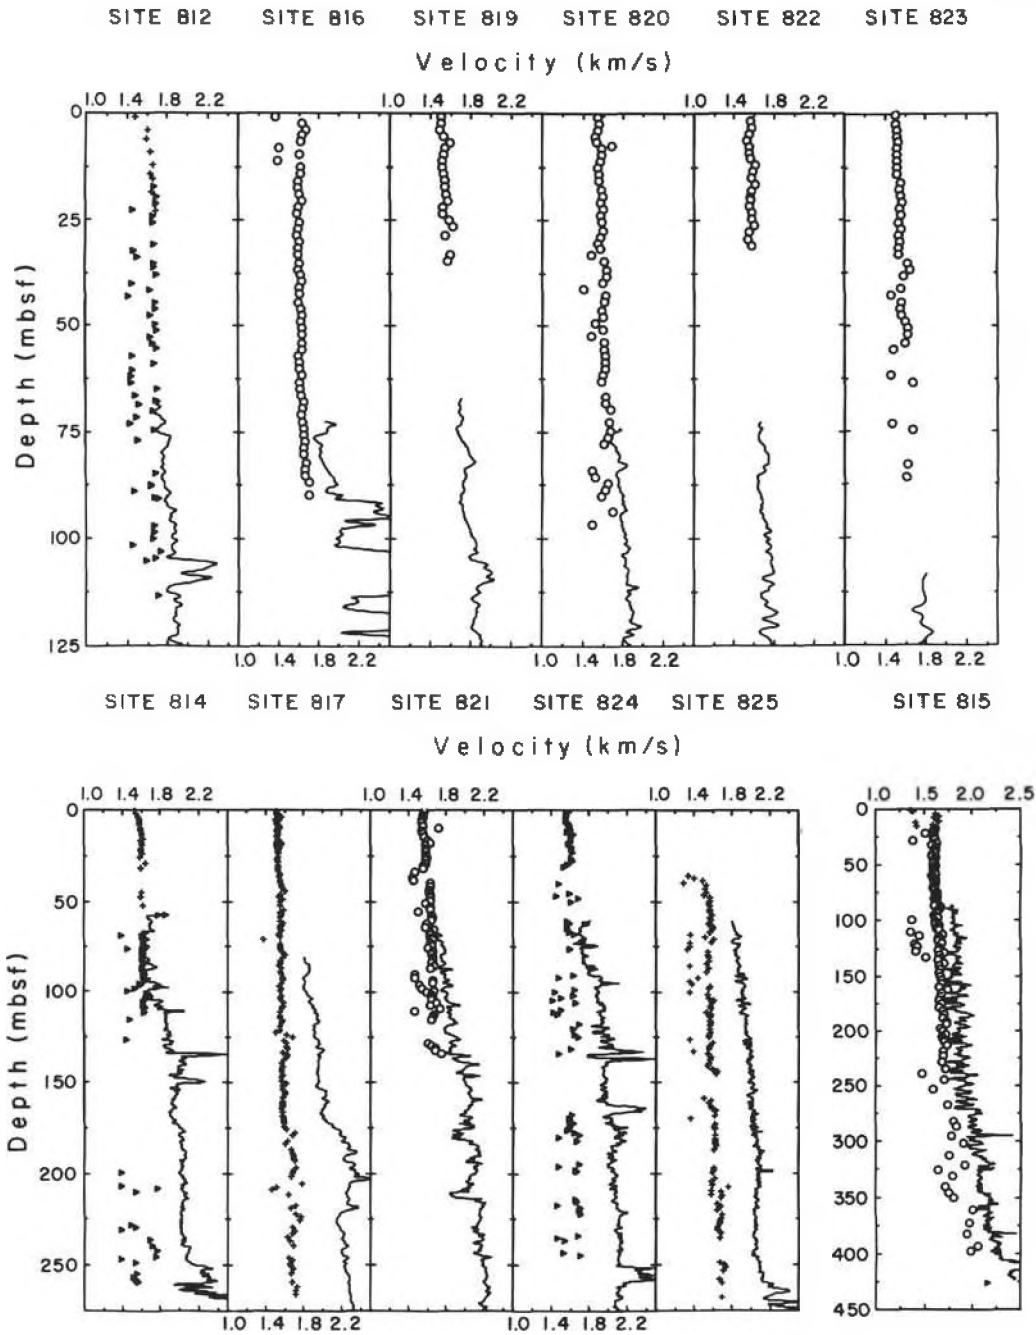 SITE 812 SITE 816 SITE 819 SITE 820 SITE 822 SITE 823
Velocity (km/s)
1.0 1.4 1.8 2.2 1.0 1.4 1.8 2.2 1.0 1.4 1.8 2.2
0
25
50
75
100
125
Depth (mbsf)
1.0 1.4 1.8 2.2 1.0 1.4 1.8 2.2 1.0 1.4 1.8 2.2
SITE 814 SITE 817 SITE 821 SITE 824 SITE 825 SITE 815
Velocity (km/s)
1.0 1.4 1.8 2.2 1.0 1.4 1.8 2.2 1.0 1.4 1.8 2.2 1.0 1.5 2.0 2.5
0
50
100
150
200
250
Depth (mbsf)
0
50
100
150
200
250
300
350
400
450
1.0 1.4 1.8 2.2 1.0 1.4 1.8 2.2